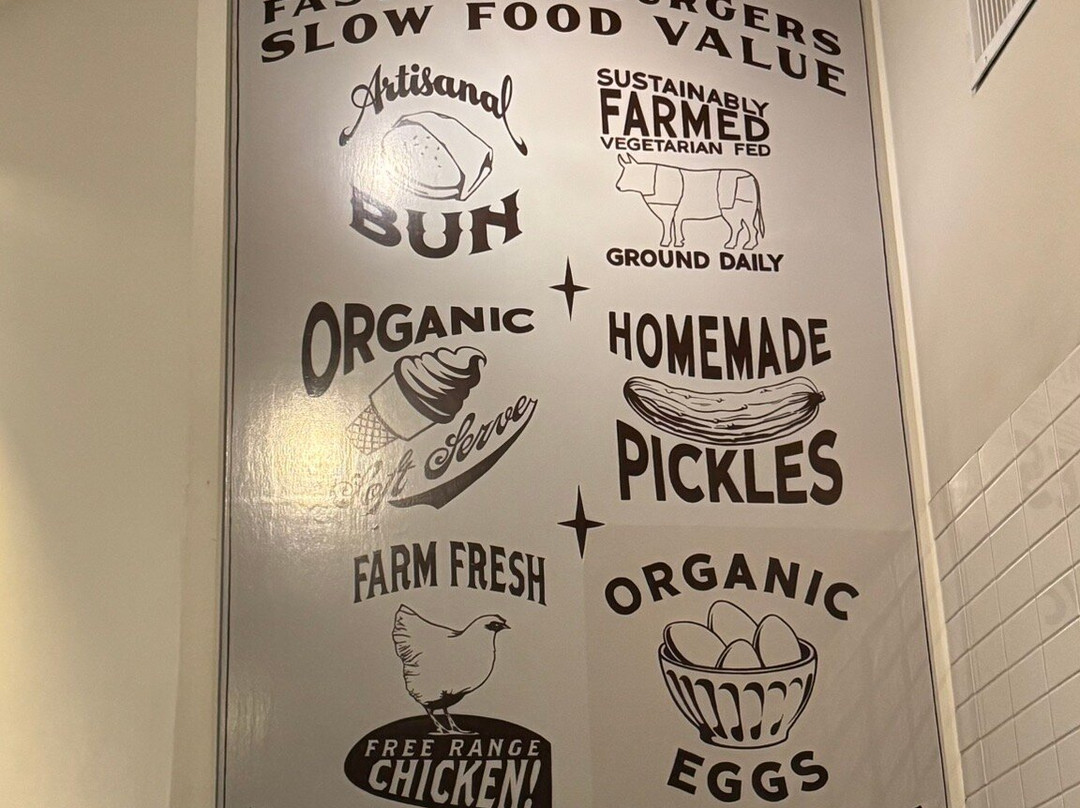 SLOW FOOD VALUE
Artisanal
BUN
SUSTAINABLY
FARMED
VEGETARIAN FED
GROUND DAILY
ORGANIC
Soft Serve
HOMEMADE
PICKLES
FARM FRESH
FREE RANGE
CHICKEN!
ORGANIC
EGGS